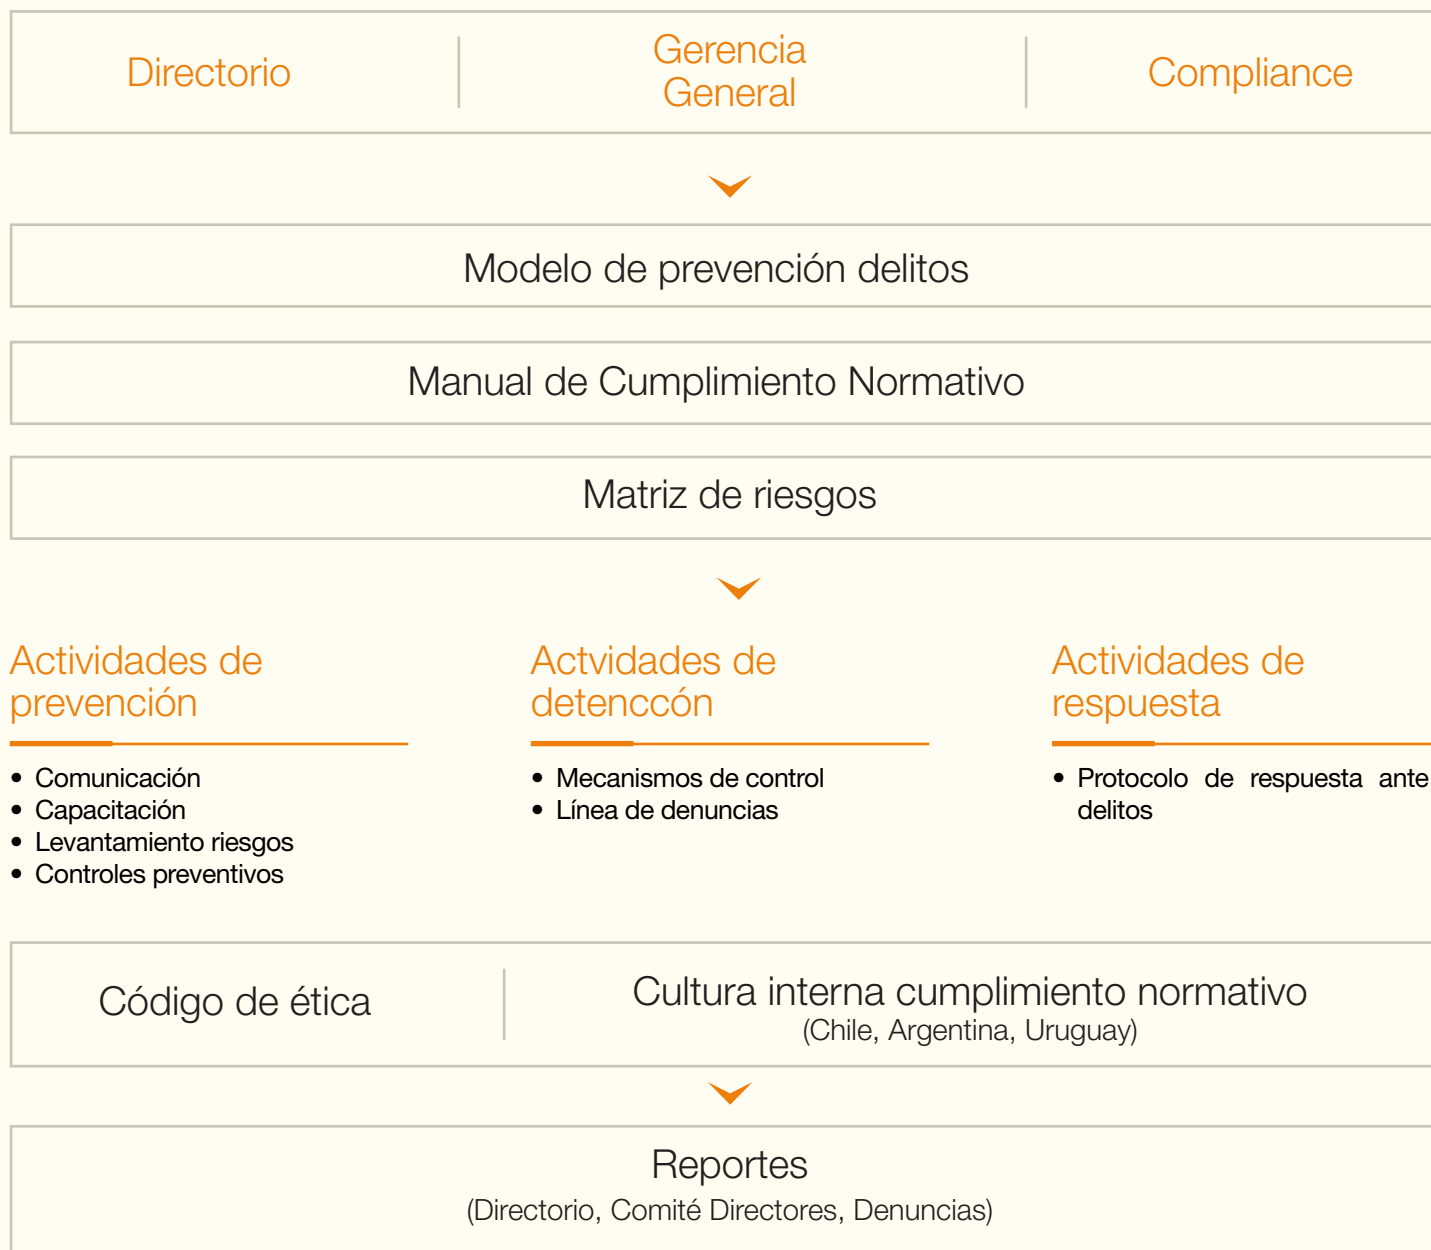 Directorio
Gerencia
General
Compliance
Modelo de prevención delitos
Manual de Cumplimiento Normativo
Matriz de riesgos
Actividades de
prevención
• Comunicación
• Capacitación
• Levantamiento riesgos
• Controles preventivos
Actvidades de
detenccón
• Mecanismos de control
• Línea de denuncias
Actividades de
respuesta
• Protocolo de respuesta ante
delitos
Código de ética
Cultura interna cumplimiento normativo
(Chile, Argentina, Uruguay)
Reportes
(Directorio, Comité Directores, Denuncias)